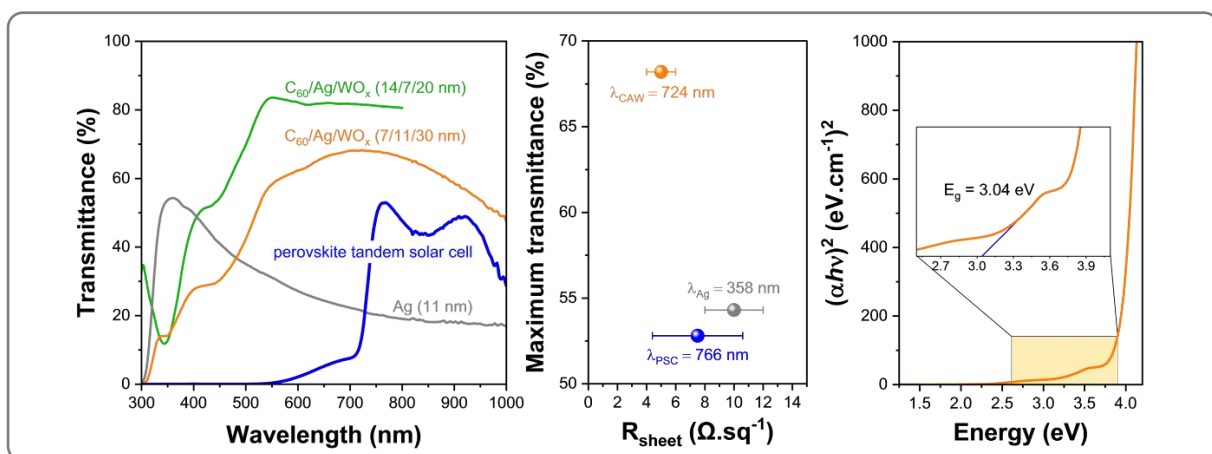 100
80
60
40
20
0
300 400 500 600 700 800 900 1000
Transmittance (%)
Wavelength (nm)
C₆₀/Ag/WOₓ (14/7/20 nm)
C₆₀/Ag/WOₓ (7/11/30 nm)
perovskite tandem solar cell
Ag (11 nm)
70
65
60
55
50
0 2 4 6 8 10 12 14
Maximum transmittance (%)
R_sheet (Ω.sq⁻¹)
λ_CAW = 724 nm
λ_Ag = 358 nm
λ_PSC = 766 nm
1000
800
600
400
200
0
1.5 2.0 2.5 3.0 3.5 4.0
(αhν)² (eV.cm⁻¹)²
Energy (eV)
E_g = 3.04 eV
2.7 3.0 3.3 3.6 3.9